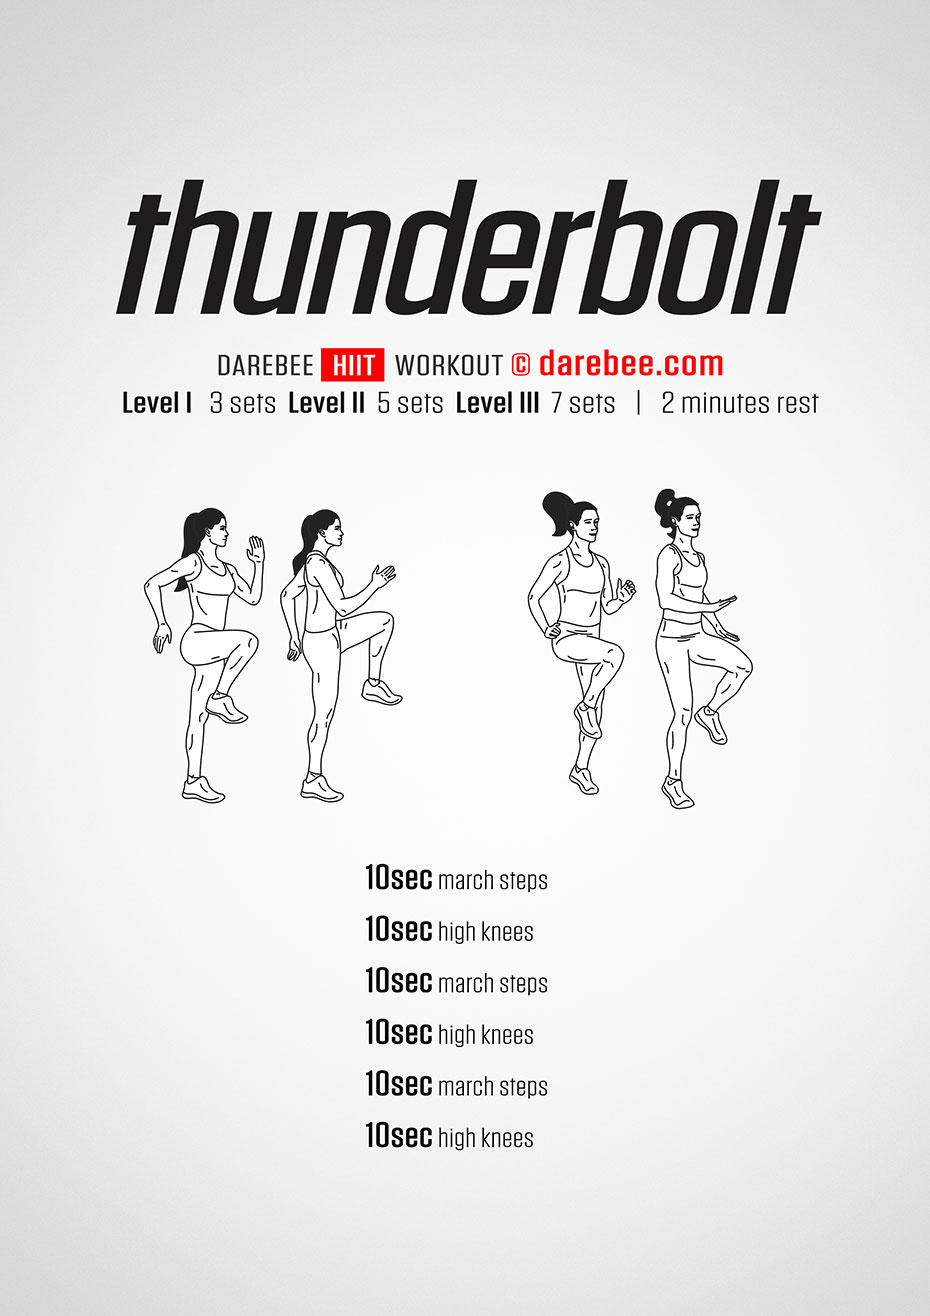 thunderbolt
DAREBEE HIIT WORKOUT © darebee.com
Level I 3 sets Level II 5 sets Level III 7 sets | 2 minutes rest
10sec march steps
10sec high knees
10sec march steps
10sec high knees
10sec march steps
10sec high knees